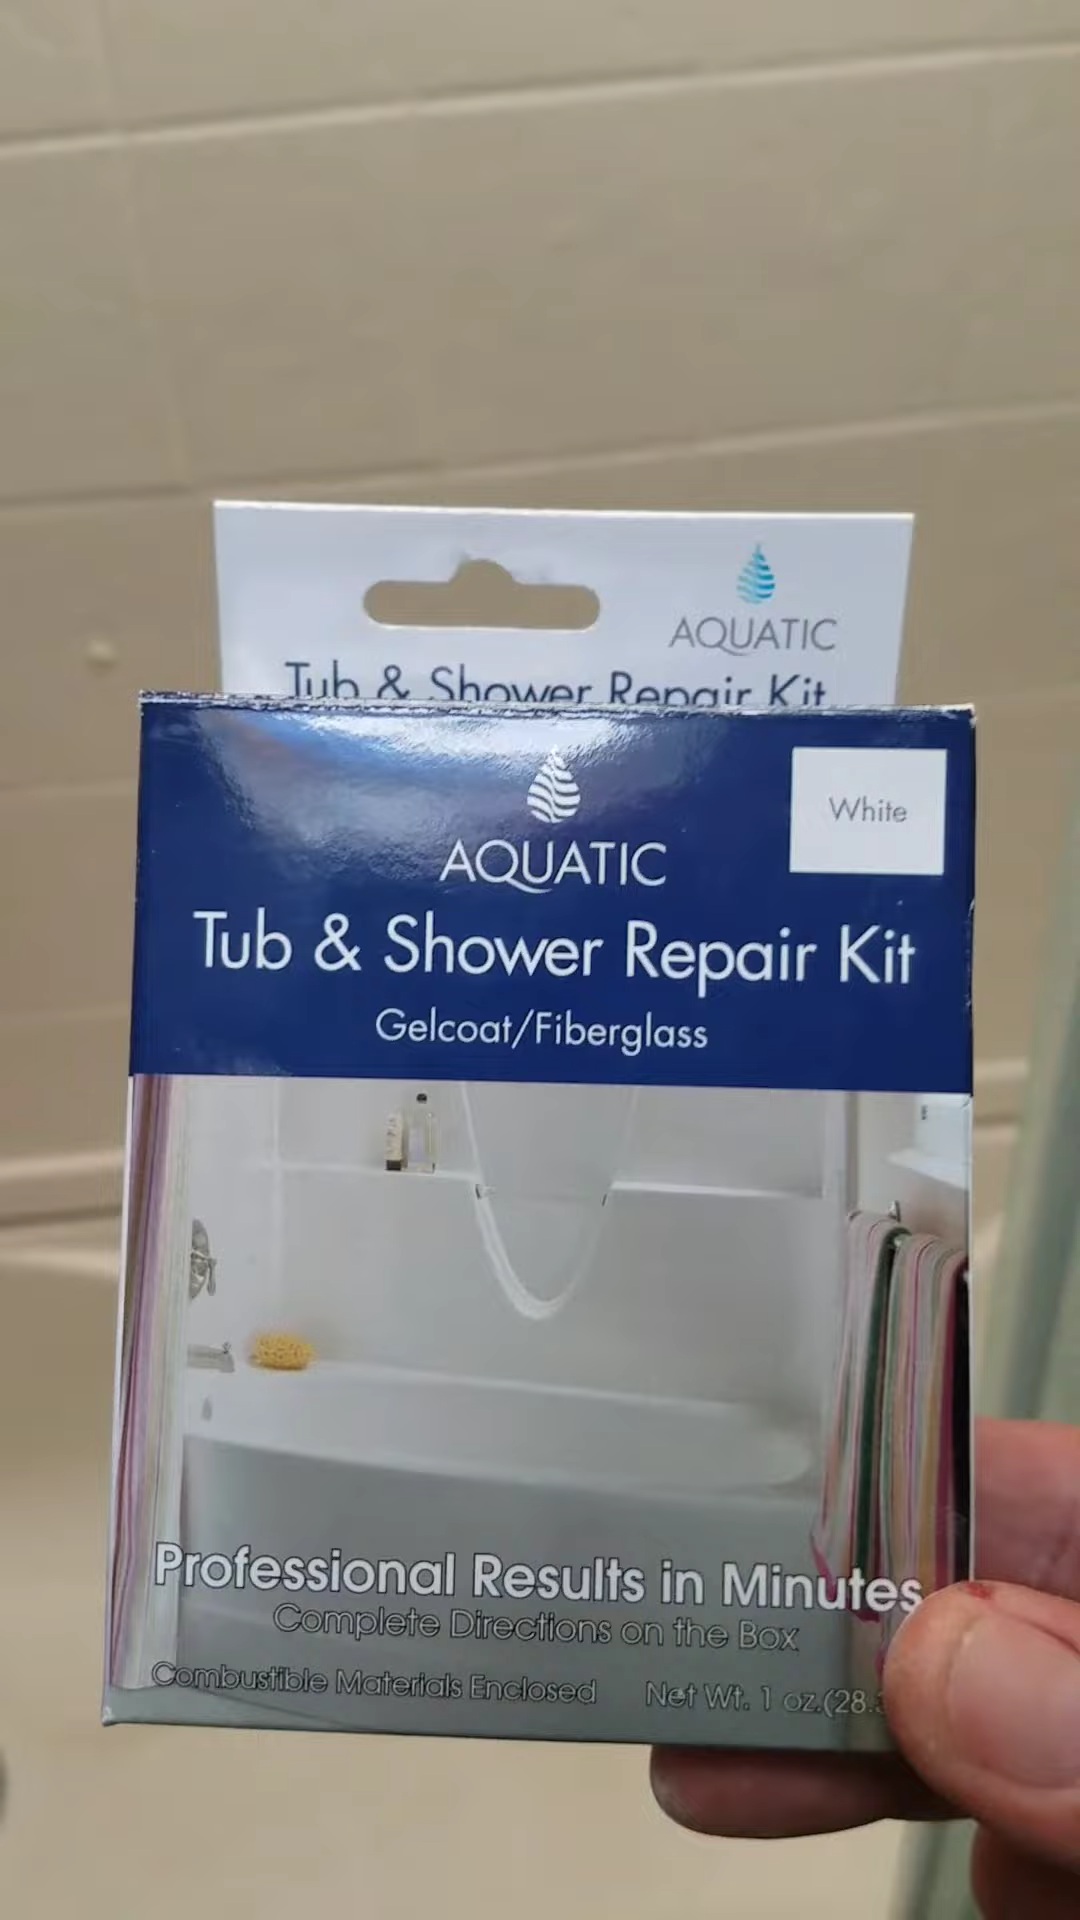 AQUATIC
Tub & Shower Repair Kit
White
AQUATIC
Tub & Shower Repair Kit
Gelcoat/Fiberglass
Professional Results in Minutes
Complete Directions on the Box
Combustible Materials Enclosed Net Wt. 1 oz.